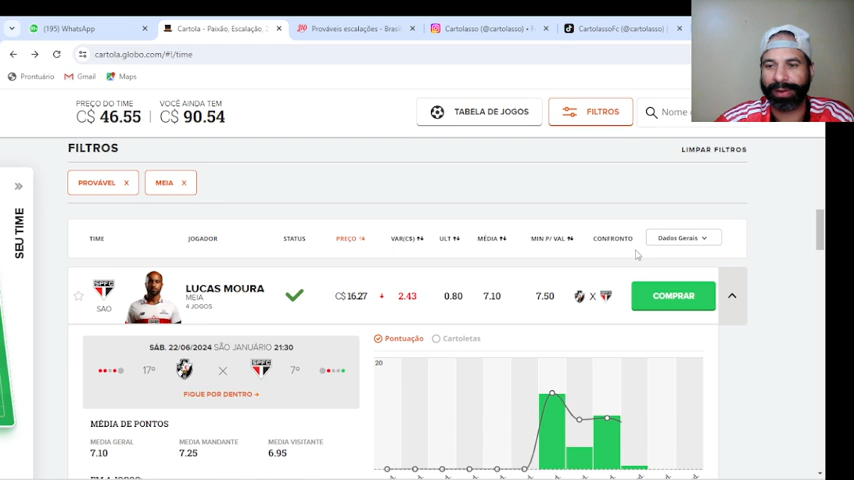 (195) WhatsApp
Cartola - Paixão, Escalação, 
Prováveis escalações - Brasil
Cartolasso (@cartolasso) •
CartolassoFc (@cartolasso) |
cartola.globo.com/#!/time
Prontuário
Gmail
Maps
PREÇO DO TIME
C$ 46.55
VOCÊ AINDA TEM
C$ 90.54
TABELA DE JOGOS
FILTROS
Nome
FILTROS
LIMPAR FILTROS
PROVÁVEL X
MEIA X
SEU TIME
TIME
JOGADOR
STATUS
PREÇO
VAR(C$)
ULT
MÉDIA
MIN P/ VAL
CONFRONTO
Dados Gerais
SPFC
SAO
LUCAS MOURA
MEIA
4 JOGOS
C$ 16.27
2.43
0.80
7.10
7.50
X
COMPRAR
SÁB. 22/06/2024 SÃO JANUÁRIO 21:30
17º
7º
FIQUE POR DENTRO
MÉDIA DE PONTOS
MEDIA GERAL
7.10
MEDIA MANDANTE
7.25
MEDIA VISITANTE
6.95
Pontuação
Cartoletas
20